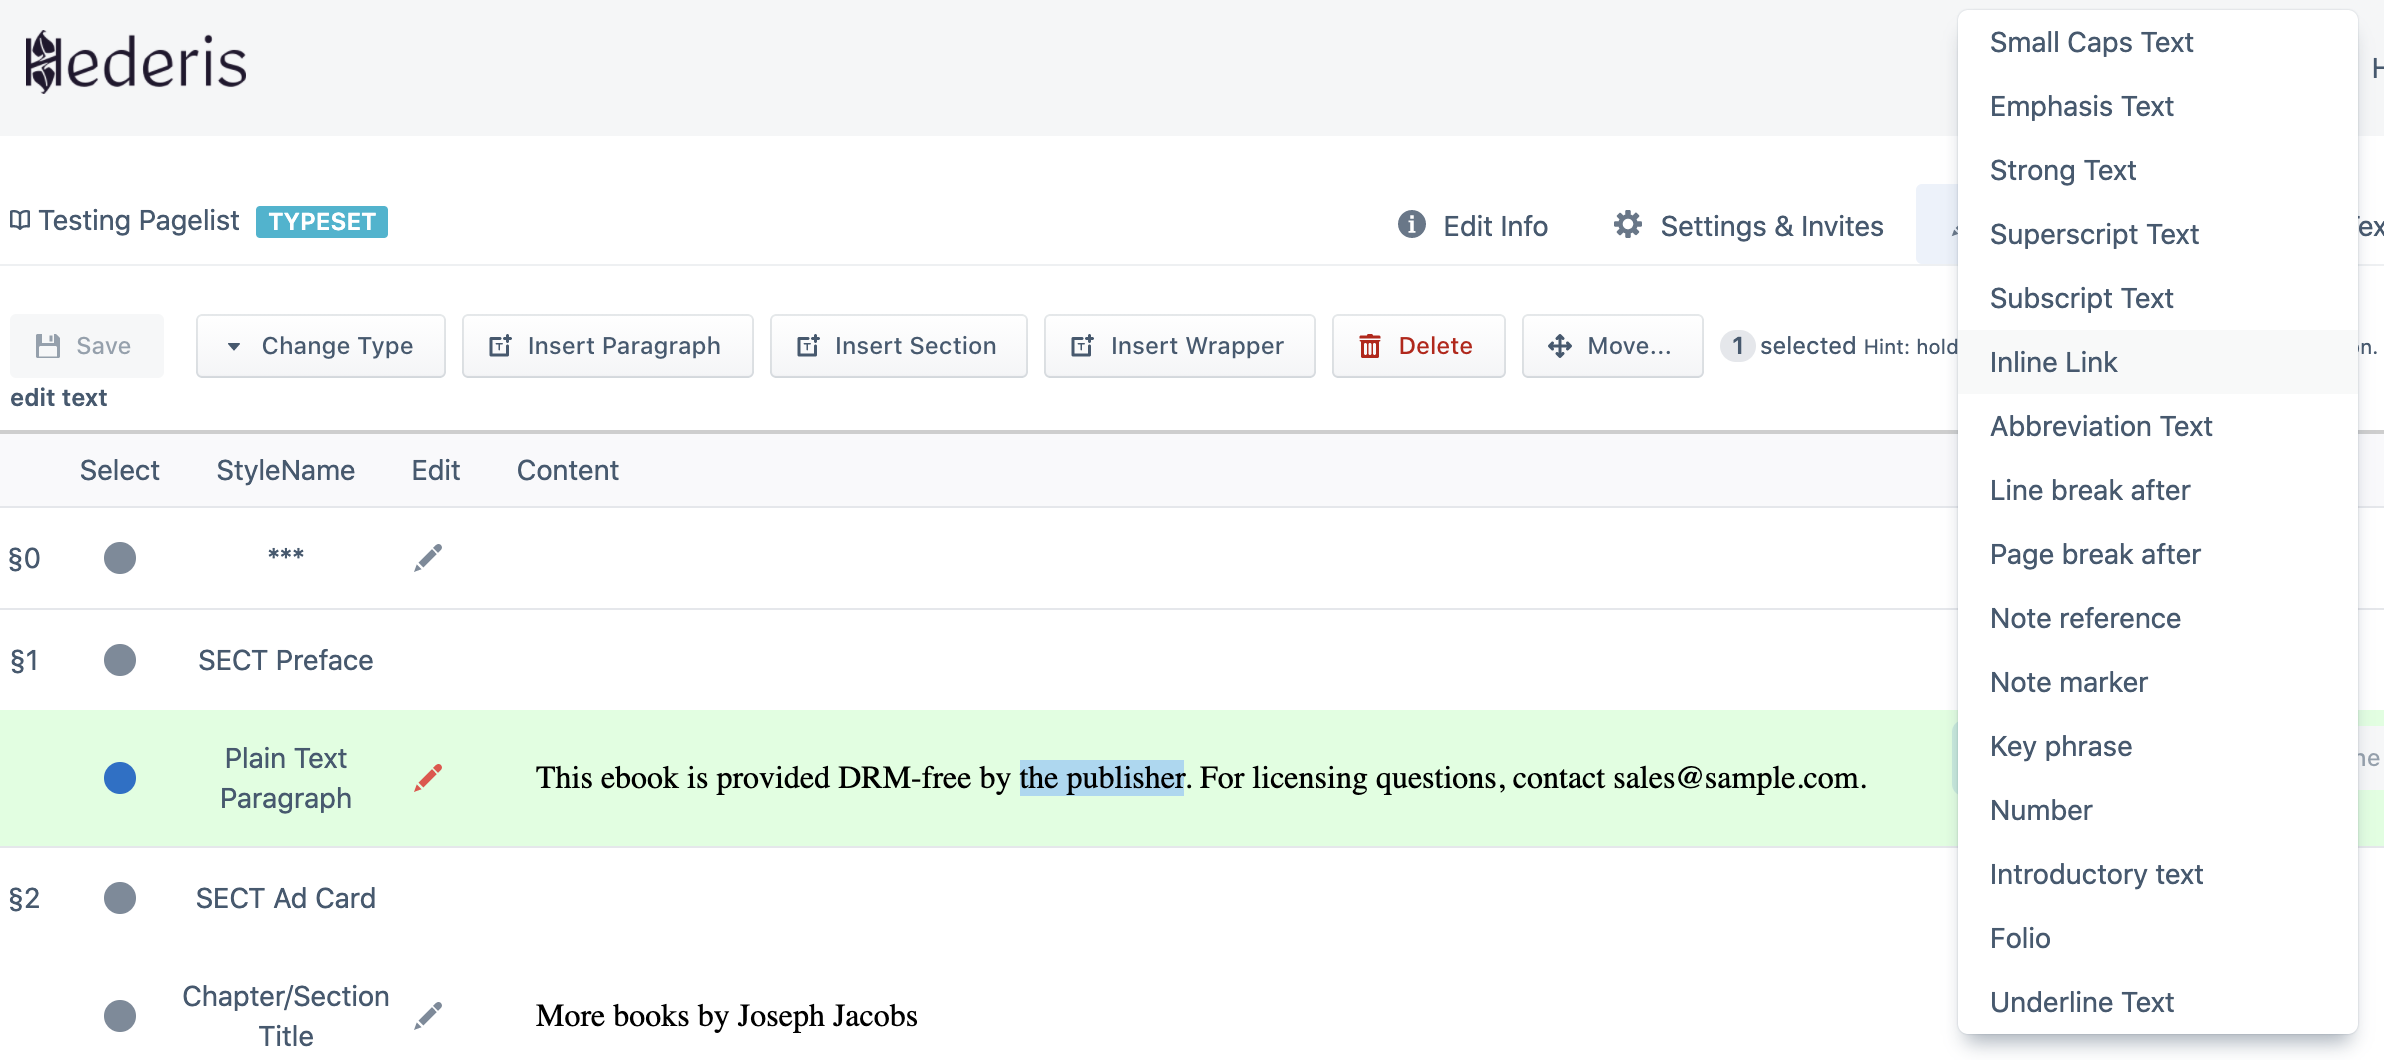 Hederis
Testing Pagelist TYPESET
Edit Info
Settings & Invites
Save
Change Type
Insert Paragraph
Insert Section
Insert Wrapper
Delete
Move...
1 selected Hint: hold
edit text
Select StyleName Edit Content
§0 ***
§1 SECT Preface
Plain Text
Paragraph
This ebook is provided DRM-free by the publisher. For licensing questions, contact sales@sample.com.
§2 SECT Ad Card
Chapter/Section
Title
More books by Joseph Jacobs
Small Caps Text
Emphasis Text
Strong Text
Superscript Text
Subscript Text
Inline Link
Abbreviation Text
Line break after
Page break after
Note reference
Note marker
Key phrase
Number
Introductory text
Folio
Underline Text